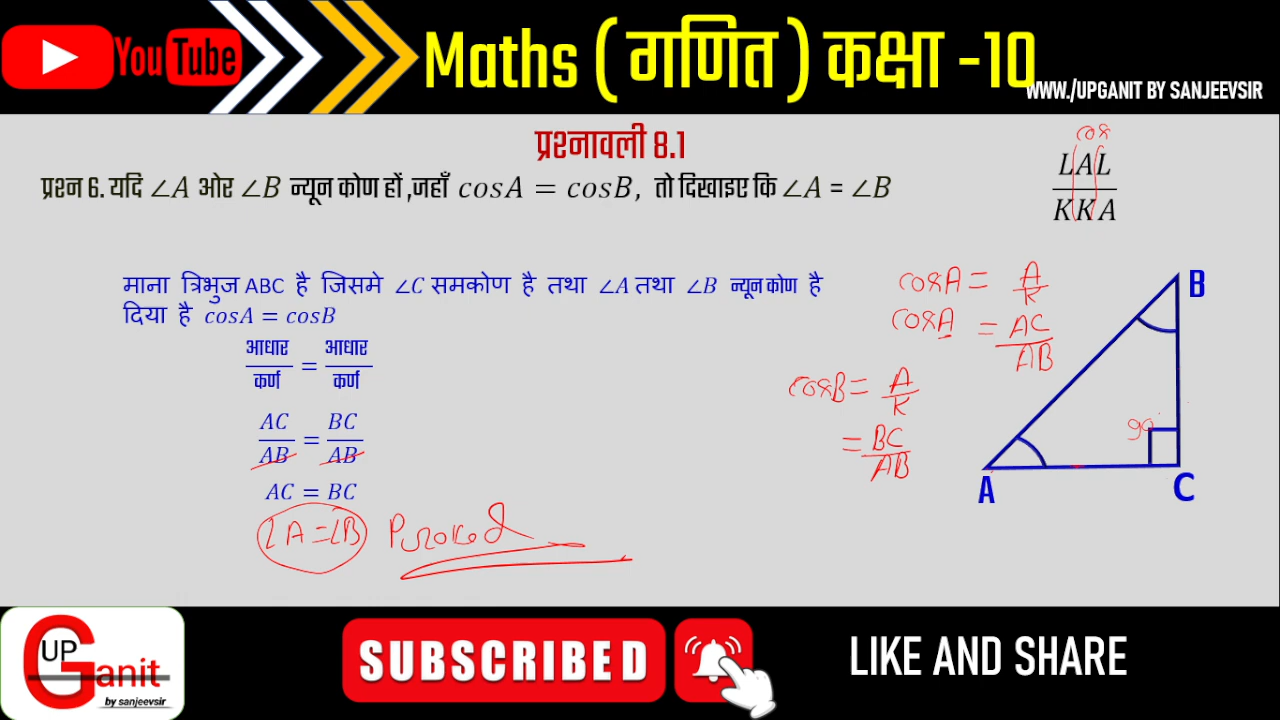 YouTube
Maths ( गणित ) कक्षा -10
WWW./UPGANIT BY SANJEEVSIR
प्रश्नावली 8.1
प्रश्न 6. यदि ∠A ओर ∠B न्यून कोण हों ,जहाँ cosA = cosB, तो दिखाइए कि ∠A = ∠B
cos
LAL
KKA
माना त्रिभुज ABC है जिसमे ∠C समकोण है तथा ∠A तथा ∠B न्यून कोण है
दिया है cosA = cosB
आधार/कर्ण = आधार/कर्ण
AC/AB = BC/AB
AC = BC
∠A = ∠B Proved
cosA = A/K
cosA = AC/AB
cosB = A/K
= BC/AB
B
90°
A
C
UP
Ganit
by sanjeevsir
SUBSCRIBED
LIKE AND SHARE